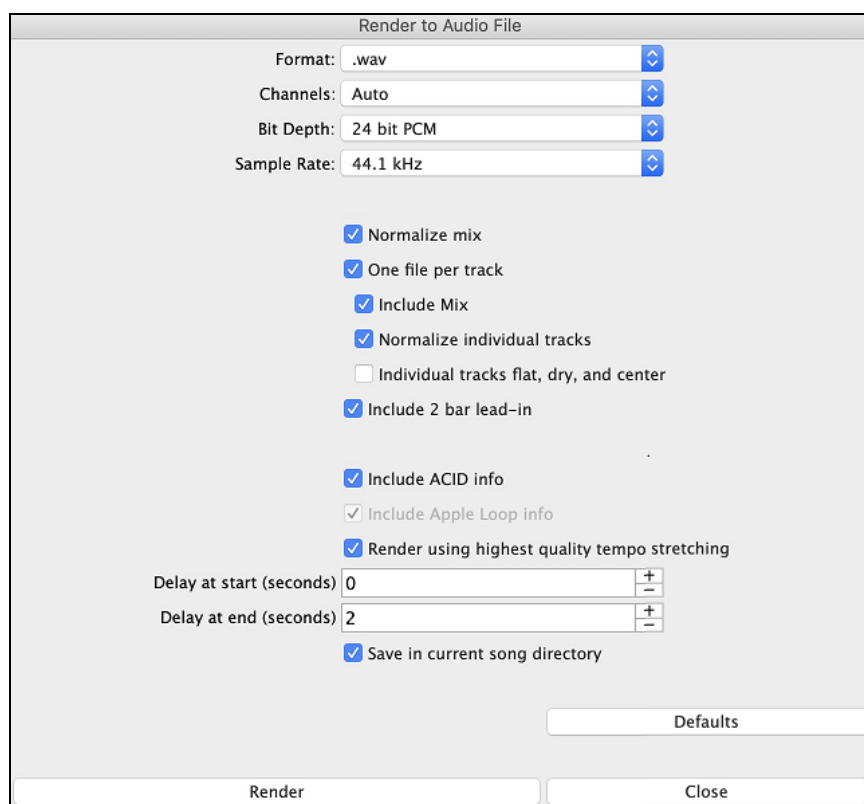 Render to Audio File
Format: .wav
Channels: Auto
Bit Depth: 24 bit PCM
Sample Rate: 44.1 kHz
Normalize mix
One file per track
Include Mix
Normalize individual tracks
Individual tracks flat, dry, and center
Include 2 bar lead-in
.
Include ACID info
Include Apple Loop info
Render using highest quality tempo stretching
Delay at start (seconds) 0 + −
Delay at end (seconds) 2 + −
Save in current song directory
Defaults
Render Close